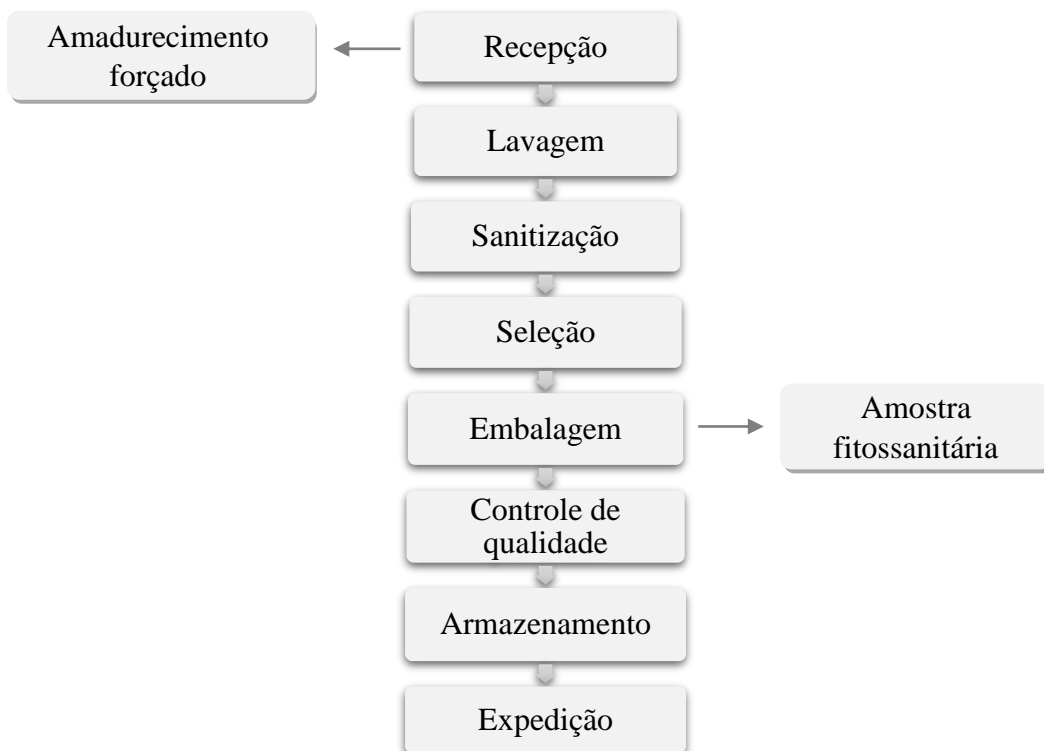 Amadurecimento
forçado
Recepção
Lavagem
Sanitização
Seleção
Embalagem
Amostra
fitossanitária
Controle de
qualidade
Armazenamento
Expedição